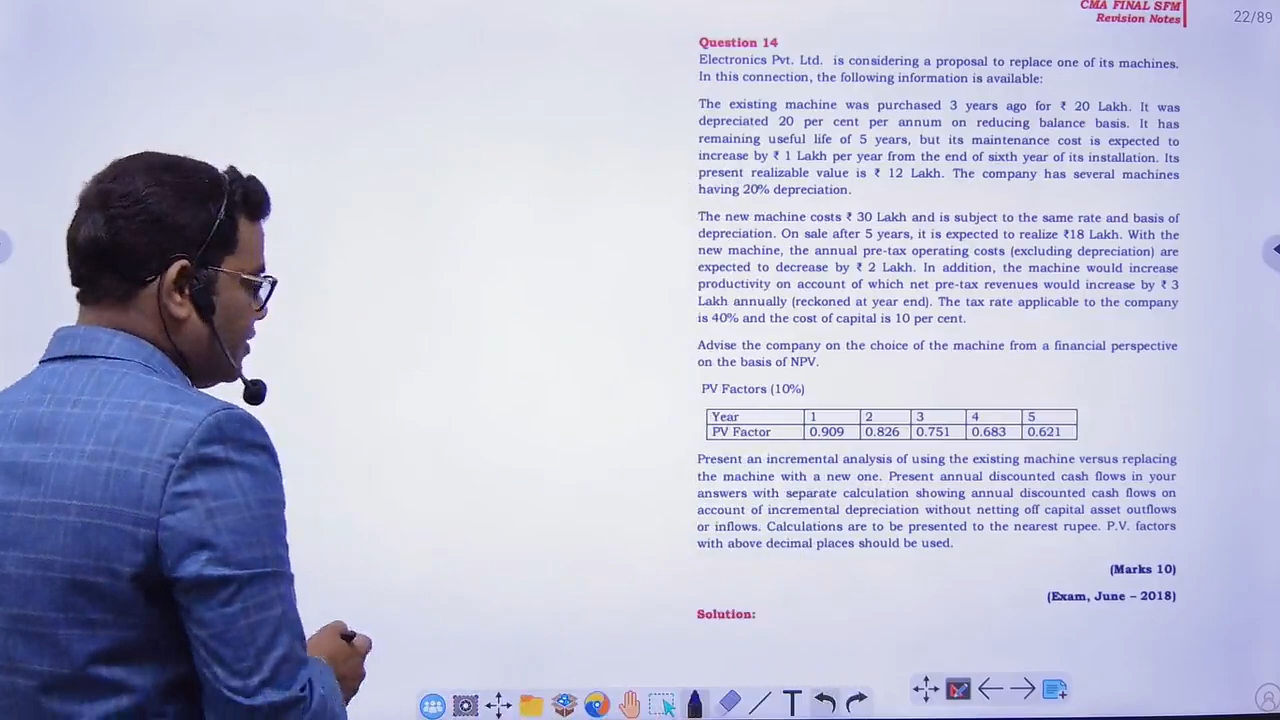 CMA FINAL SFM
Revision Notes
22/89
Question 14
Electronics Pvt. Ltd. is considering a proposal to replace one of its machines.
In this connection, the following information is available:
The existing machine was purchased 3 years ago for ₹ 20 Lakh. It was
depreciated 20 per cent per annum on reducing balance basis. It has
remaining useful life of 5 years, but its maintenance cost is expected to
increase by ₹ 1 Lakh per year from the end of sixth year of its installation. Its
present realizable value is ₹ 12 Lakh. The company has several machines
having 20% depreciation.
The new machine costs ₹ 30 Lakh and is subject to the same rate and basis of
depreciation. On sale after 5 years, it is expected to realize ₹18 Lakh. With the
new machine, the annual pre-tax operating costs (excluding depreciation) are
expected to decrease by ₹ 2 Lakh. In addition, the machine would increase
productivity on account of which net pre-tax revenues would increase by ₹ 3
Lakh annually (reckoned at year end). The tax rate applicable to the company
is 40% and the cost of capital is 10 per cent.
Advise the company on the choice of the machine from a financial perspective
on the basis of NPV.
PV Factors (10%)
Year 1 2 3 4 5
PV Factor 0.909 0.826 0.751 0.683 0.621
Present an incremental analysis of using the existing machine versus replacing
the machine with a new one. Present annual discounted cash flows in your
answers with separate calculation showing annual discounted cash flows on
account of incremental depreciation without netting off capital asset outflows
or inflows. Calculations are to be presented to the nearest rupee. P.V. factors
with above decimal places should be used.
(Marks 10)
(Exam, June – 2018)
Solution:
T